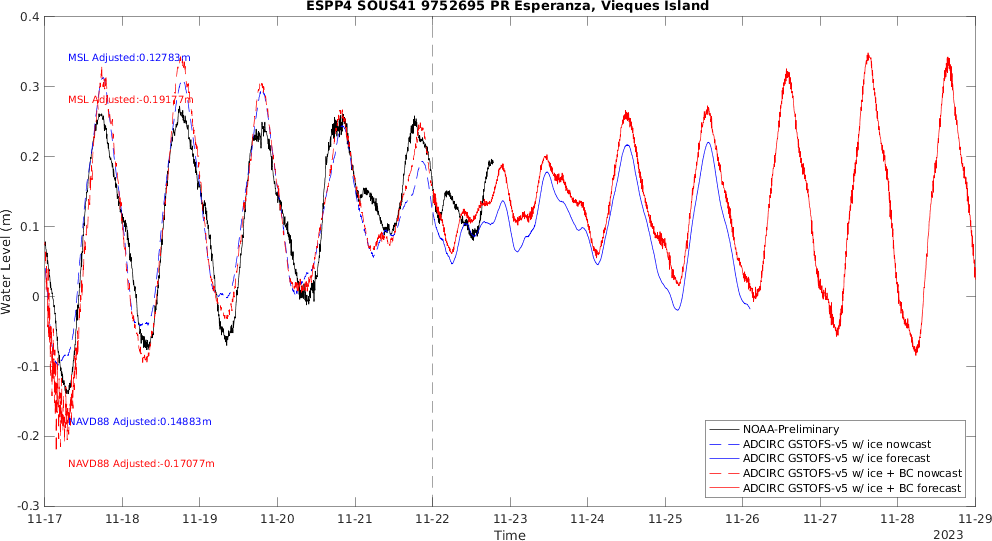 ESPP4 SOUS41 9752695 PR Esperanza, Vieques Island
0.4
0.3
0.2
0.1
0
-0.1
-0.2
-0.3
Water Level (m)
MSL Adjusted:0.12783m
MSL Adjusted:-0.19177m
NAVD88 Adjusted:0.14883m
NAVD88 Adjusted:-0.17077m
NOAA-Preliminary
ADCIRC GSTOFS-v5 w/ ice nowcast
ADCIRC GSTOFS-v5 w/ ice forecast
ADCIRC GSTOFS-v5 w/ ice + BC nowcast
ADCIRC GSTOFS-v5 w/ ice + BC forecast
11-17 11-18 11-19 11-20 11-21 11-22 11-23 11-24 11-25 11-26 11-27 11-28 11-29
Time
2023